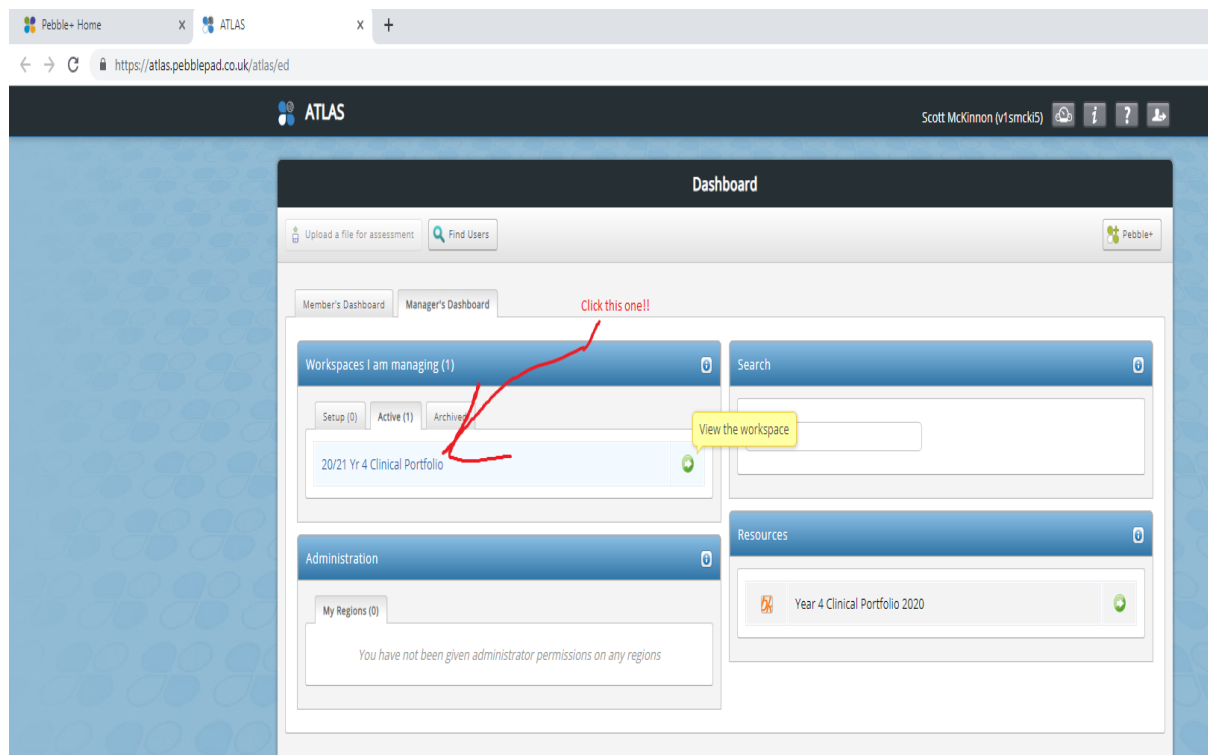 Pebble+ Home
ATLAS
https://atlas.pebblepad.co.uk/atlas/ed
ATLAS
Scott McKinnon (v1smcki5)
Dashboard
Upload a file for assessment
Find Users
Pebble+
Member's Dashboard
Manager's Dashboard
Click this one!!
Workspaces I am managing (1)
Search
Setup (0)
Active (1)
Archived
View the workspace
20/21 Yr 4 Clinical Portfolio
Resources
Administration
Year 4 Clinical Portfolio 2020
My Regions (0)
You have not been given administrator permissions on any regions